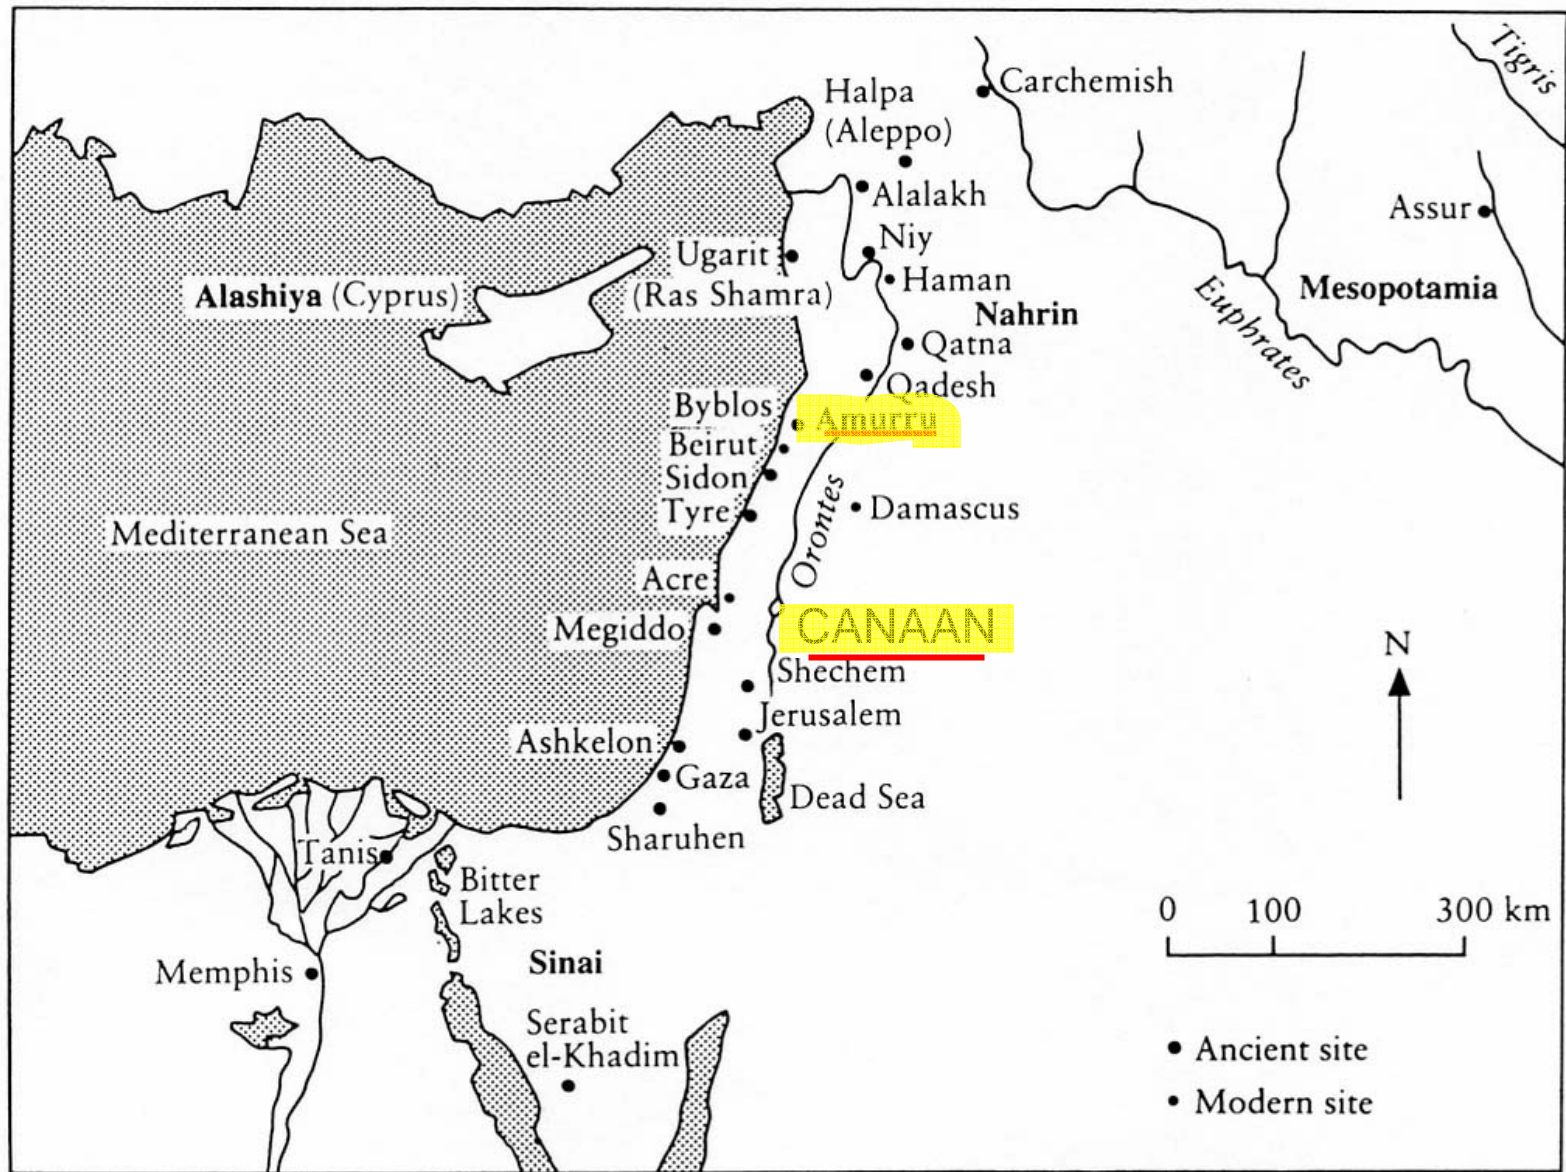 Tigris
Carchemish
Halpa
(Aleppo)
Alalakh
Assur
Niy
Ugarit
(Ras Shamra)
Haman
Alashiya (Cyprus)
Mesopotamia
Nahrin
Euphrates
Qatna
Qadesh
Byblos
Amurru
Beirut
Sidon
Tyre
Orontes
Damascus
Mediterranean Sea
Acre
Megiddo
CANAAN
N
Shechem
Jerusalem
Ashkelon
Gaza
Dead Sea
Sharuhen
Tanis
Bitter
Lakes
0 100 300 km
Memphis
Sinai
Serabit
el-Khadim
Ancient site
Modern site